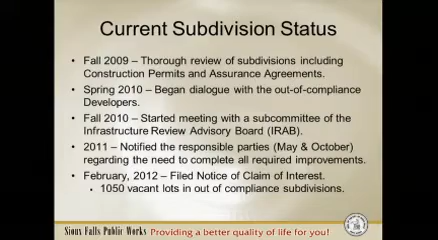 Current Subdivision Status
• Fall 2009 – Thorough review of subdivisions including
Construction Permits and Assurance Agreements.
• Spring 2010 – Began dialogue with the out-of-compliance
Developers.
• Fall 2010 – Started meeting with a subcommittee of the
Infrastructure Review Advisory Board (IRAB).
• 2011 – Notified the responsible parties (May & October)
regarding the need to complete all required improvements.
• February, 2012 – Filed Notice of Claim of Interest.
• 1050 vacant lots in out of compliance subdivisions.
Sioux Falls Public Works Providing a better quality of life for you!